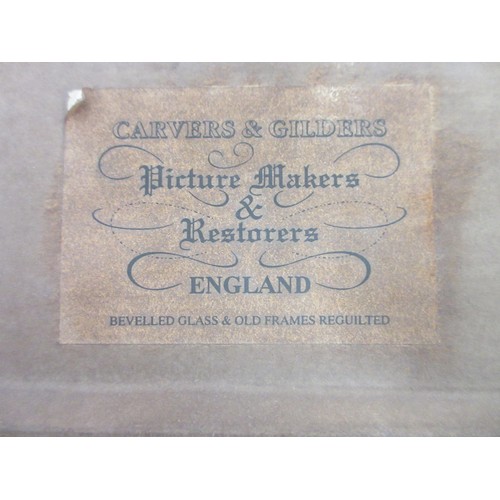 CARVERS & GILDERS
Picture Makers
&
Restorers
ENGLAND
BEVELLED GLASS & OLD FRAMES REGUILTED